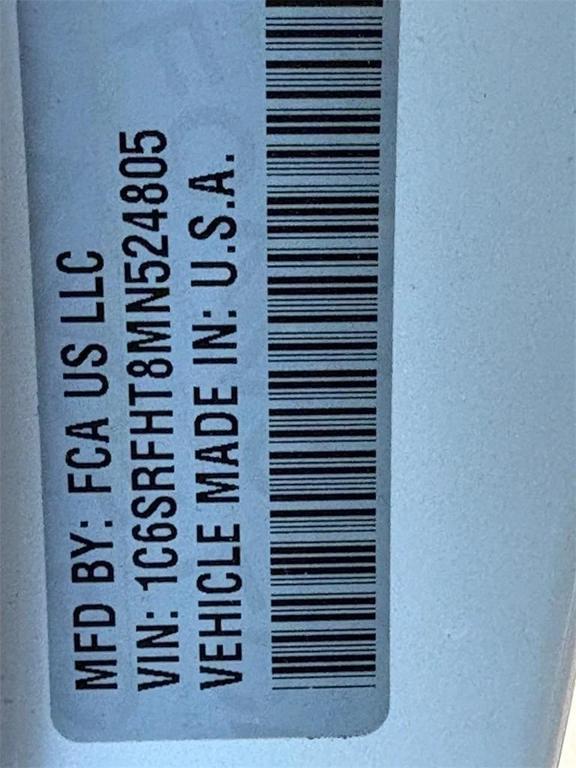 MFD BY: FCA US LLC
VIN: 1C6SRFHT8MN524805
VEHICLE MADE IN: U.S.A.